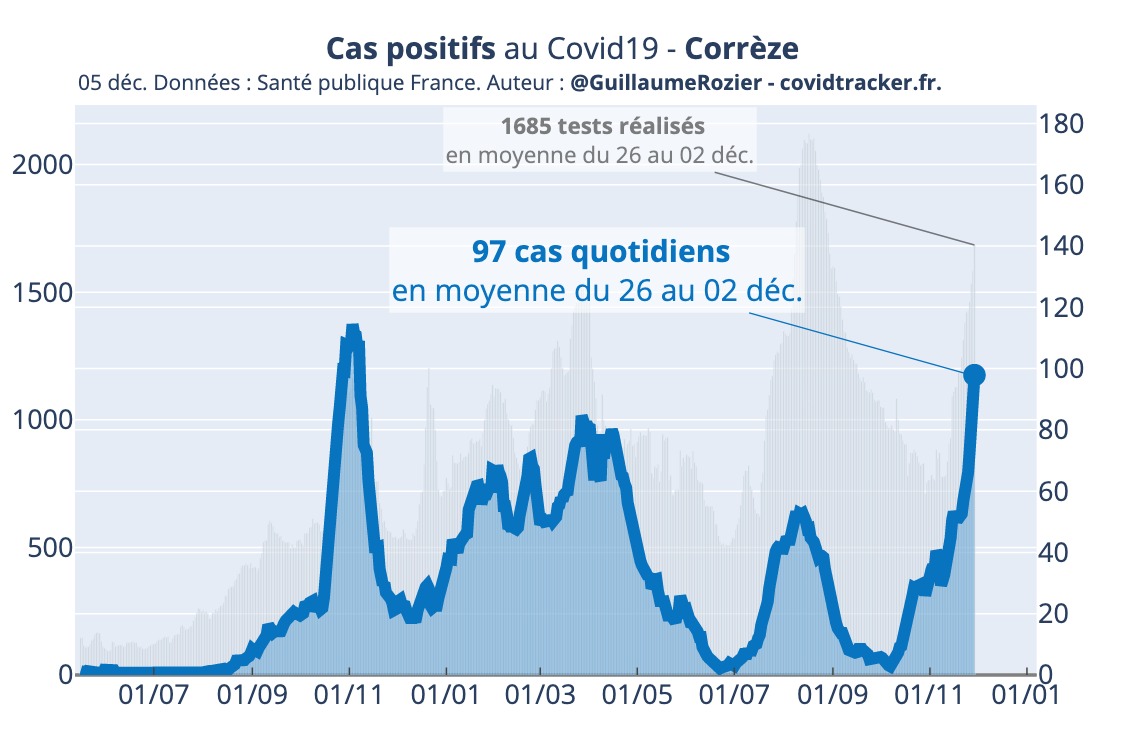 Cas positifs au Covid19 - Corrèze
05 déc. Données : Santé publique France. Auteur : @GuillaumeRozier - covidtracker.fr.
1685 tests réalisés
en moyenne du 26 au 02 déc.
97 cas quotidiens
en moyenne du 26 au 02 déc.
2000
1500
1000
500
0
180
160
140
120
100
80
60
40
20
0
01/07 01/09 01/11 01/01 01/03 01/05 01/07 01/09 01/11 01/01